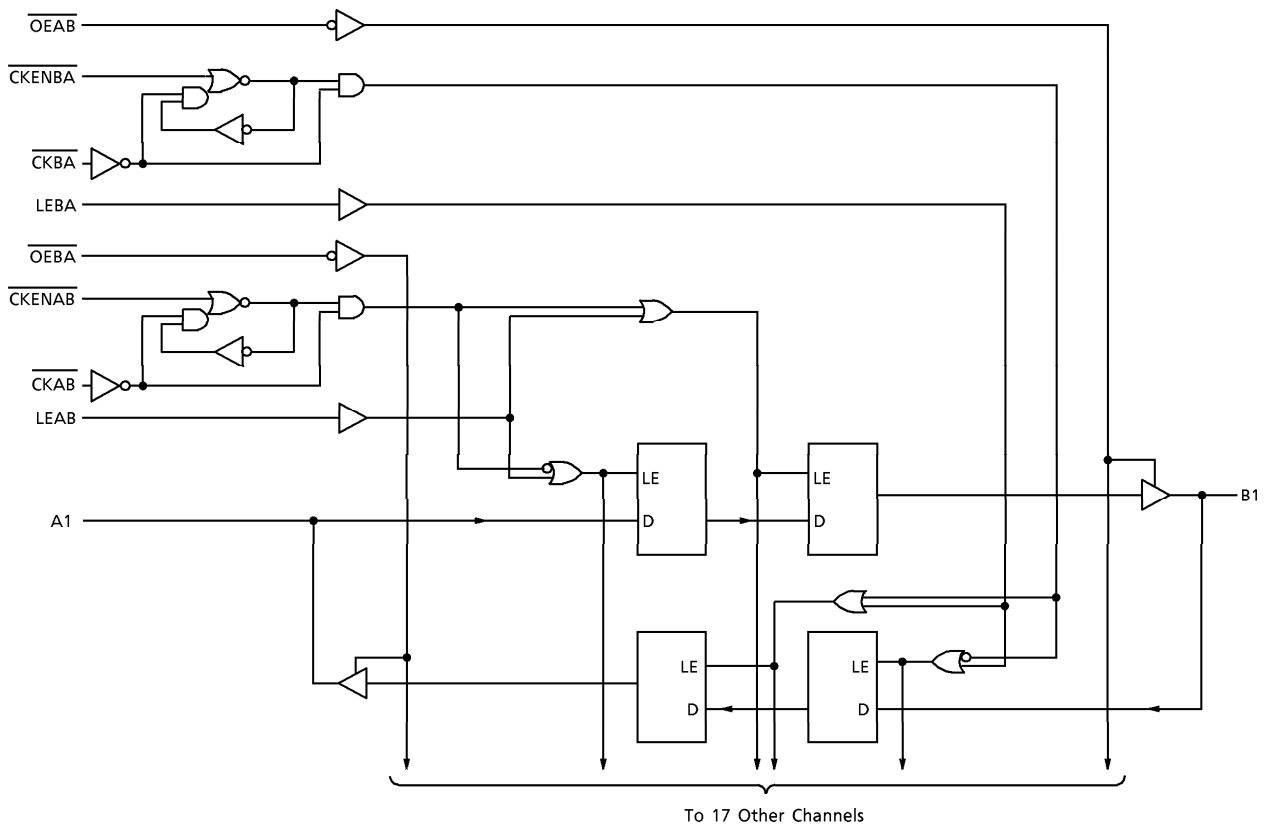 OEAB
CKENBA
CKBA
LEBA
OEBA
CKENAB
CKAB
LEAB
LE
LE
A1
D
D
B1
LE
LE
D
D
To 17 Other Channels